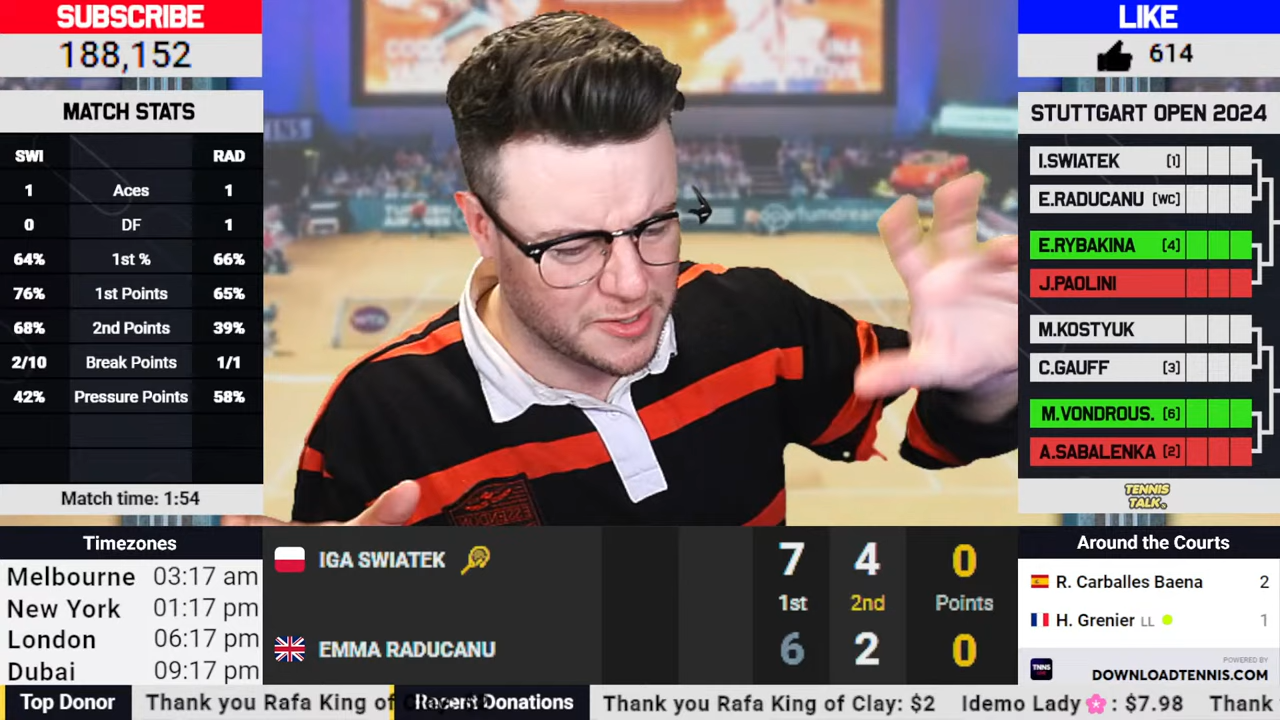 SUBSCRIBE
188,152
MATCH STATS
SWI RAD
1 Aces 1
0 DF 1
64% 1st % 66%
76% 1st Points 65%
68% 2nd Points 39%
2/10 Break Points 1/1
42% Pressure Points 58%
Match time: 1:54
LIKE
614
STUTTGART OPEN 2024
I.SWIATEK [1]
E.RADUCANU [WC]
E.RYBAKINA [4]
J.PAOLINI
M.KOSTYUK
C.GAUFF [3]
M.VONDROUS. [6]
A.SABALENKA [2]
TENNIS
TALK.
Timezones
Melbourne 03:17 am
New York 01:17 pm
London 06:17 pm
Dubai 09:17 pm
IGA SWIATEK 7 4 0
1st 2nd Points
EMMA RADUCANU 6 2 0
Around the Courts
R. Carballes Baena 2
H. Grenier LL 1
POWERED BY
DOWNLOADTENNIS.COM
Top Donor Thank you Rafa King of Recent Donations Thank you Rafa King of Clay: $2 Idemo Lady🌸: $7.98 Thank